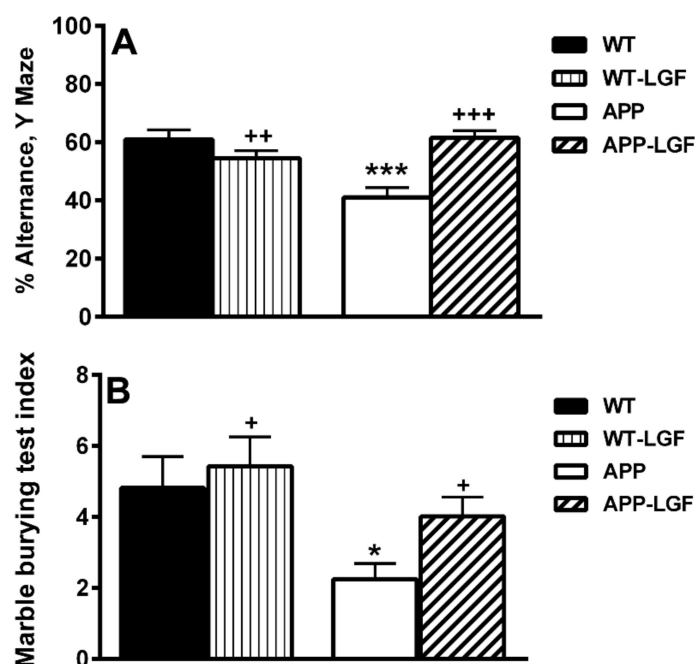 A
% Alternance, Y Maze
100
80
60
40
20
0
++
***
+++
WT
WT-LGF
APP
APP-LGF
B
Marble burying test index
8
6
4
2
0
+
*
+
WT
WT-LGF
APP
APP-LGF